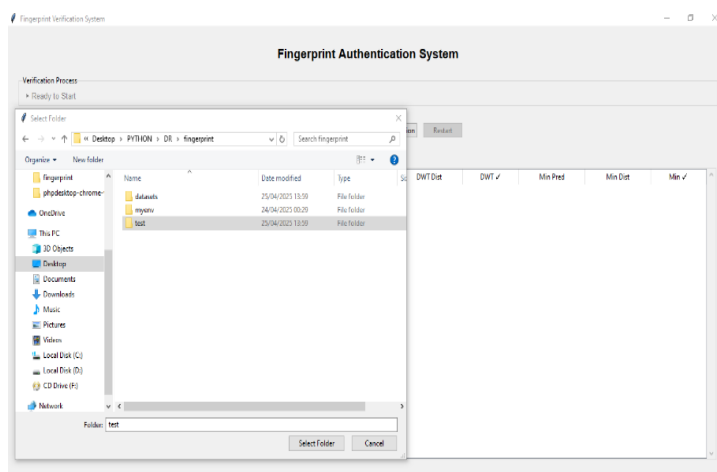 Fingerprint Verification System
Fingerprint Authentication System
Verification Process
Ready to Start
Select Folder
« Desktop › PYTHON › DR › fingerprint
Search fingerprint
Restart
Organize
New folder
Name Date modified Type
DWT Dist DWT ✓ Min Pred Min Dist Min ✓
fingerprint
phpdesktop-chrome-
OneDrive
This PC
3D Objects
Desktop
Documents
Downloads
Music
Pictures
Videos
Local Disk (C:)
Local Disk (D:)
CD Drive (F:)
Network
datasets 25/04/2025 13:59 File folder
myenv 24/04/2025 00:29 File folder
test 25/04/2025 13:59 File folder
Folder: test
Select Folder Cancel